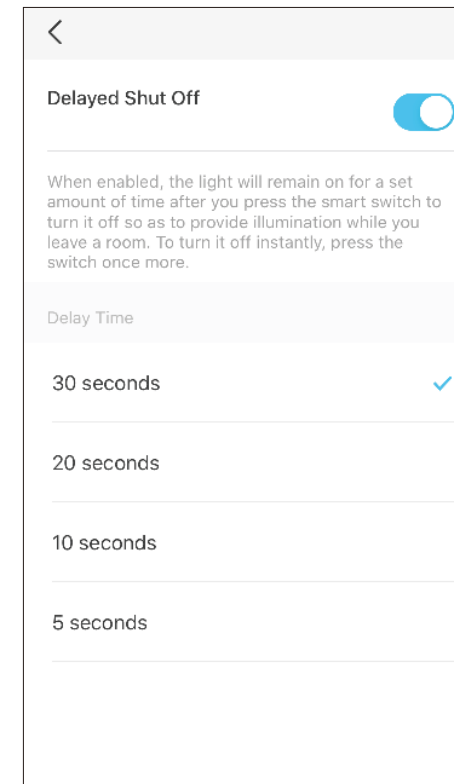 Delayed Shut Off
When enabled, the light will remain on for a set
amount of time after you press the smart switch to
turn it off so as to provide illumination while you
leave a room. To turn it off instantly, press the
switch once more.
Delay Time
30 seconds
20 seconds
10 seconds
5 seconds